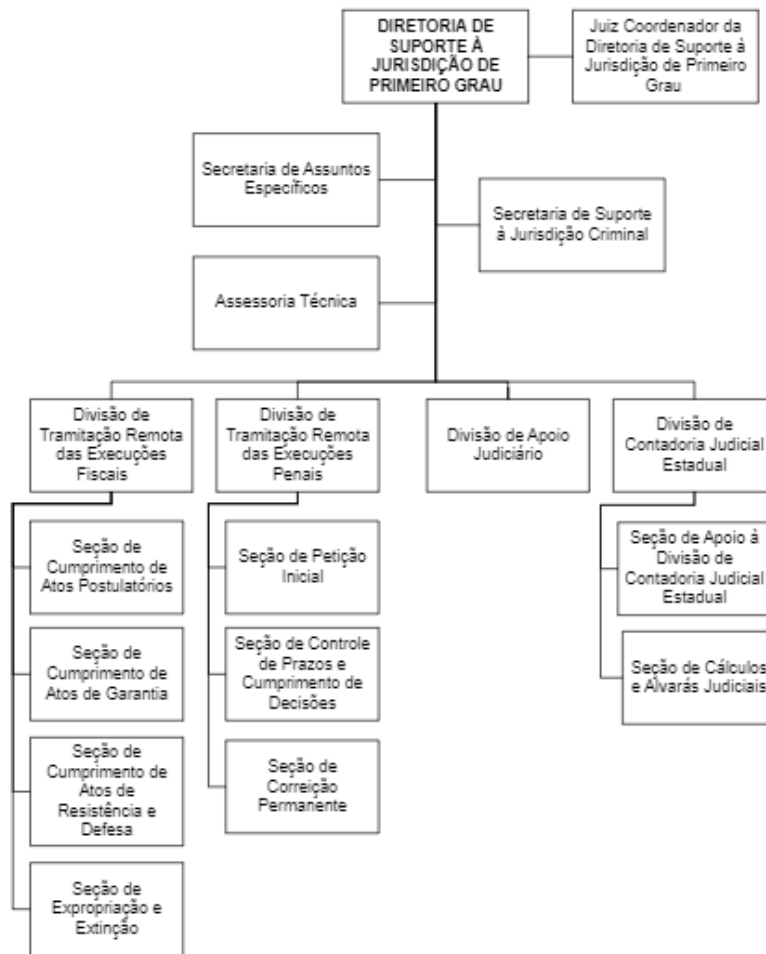 DIRETORIA DE
SUPORTE À
JURISDIÇÃO DE
PRIMEIRO GRAU
Juiz Coordenador da
Diretoria de Suporte à
Jurisdição de Primeiro
Grau
Secretaria de Assuntos
Específicos
Secretaria de Suporte
à Jurisdição Criminal
Assessoria Técnica
Divisão de
Tramitação Remota
das Execuções
Fiscais
Divisão de
Tramitação Remota
das Execuções
Penais
Divisão de Apoio
Judiciário
Divisão de
Contadoria Judicial
Estadual
Seção de
Cumprimento de
Atos Postulatórios
Seção de Petição
Inicial
Seção de Apoio à
Divisão de
Contadoria Judicial
Estadual
Seção de
Cumprimento de
Atos de Garantia
Seção de Controle
de Prazos e
Cumprimento de
Decisões
Seção de Cálculos
e Alvarás Judiciais
Seção de
Cumprimento de
Atos de
Resistência e
Defesa
Seção de
Correição
Permanente
Seção de
Expropriação e
Extinção